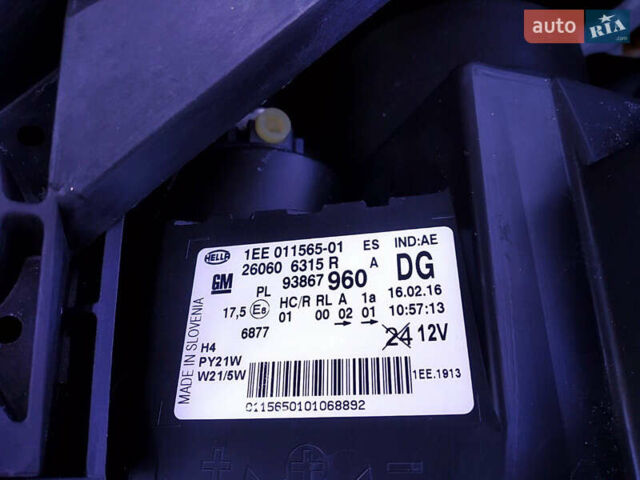 auto RIA .com
HELLA 1EE 011565-01 ES IND:AE
26060 6315 R A DG
GM PL 93867 960 16.02.16
17,5 E8 HC/R RL A 1a 10:57:13
01 00 02 01
6877 24 12V
H4
PY21W
W21/5W 1EE.1913
0115650101068892
MADE IN SLOVENIA